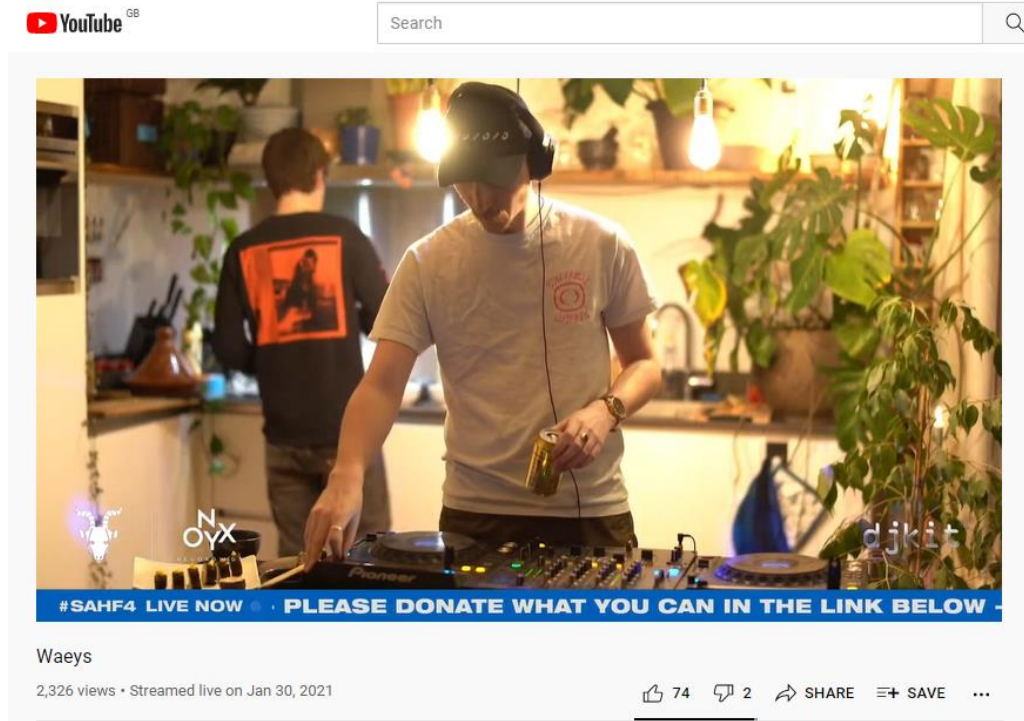 YouTube GB
Search
NOVX
djkit
Pioneer
#SAHF4 LIVE NOW
PLEASE DONATE WHAT YOU CAN IN THE LINK BELOW -
Waeys
2,326 views • Streamed live on Jan 30, 2021
74 2 SHARE SAVE